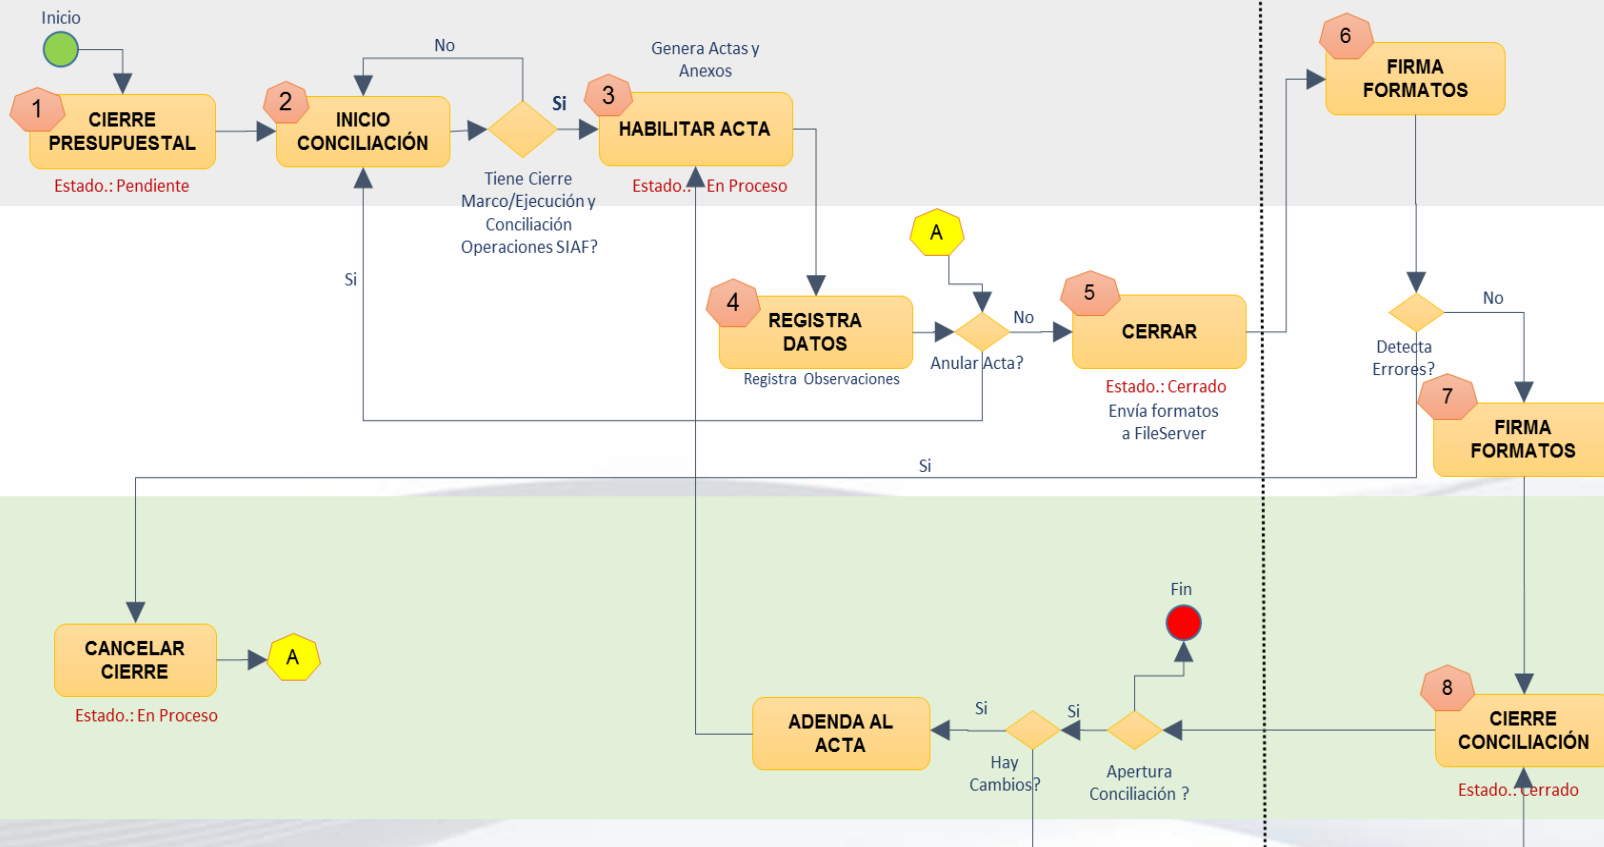 Inicio
1
CIERRE
PRESUPUESTAL
Estado.: Pendiente
2
INICIO
CONCILIACIÓN
No
Si
Tiene Cierre
Marco/Ejecución y
Conciliación
Operaciones SIAF?
Genera Actas y
Anexos
3
HABILITAR ACTA
Estado.: En Proceso
6
FIRMA
FORMATOS
Si
4
REGISTRA
DATOS
Registra Observaciones
A
Anular Acta?
No
5
CERRAR
Estado.: Cerrado
Envía formatos
a FileServer
Detecta
Errores?
No
7
FIRMA
FORMATOS
Si
CANCELAR
CIERRE
Estado.: En Proceso
A
Fin
ADENDA AL
ACTA
Si
Hay
Cambios?
Si
Apertura
Conciliación ?
8
CIERRE
CONCILIACIÓN
Estado.: Cerrado